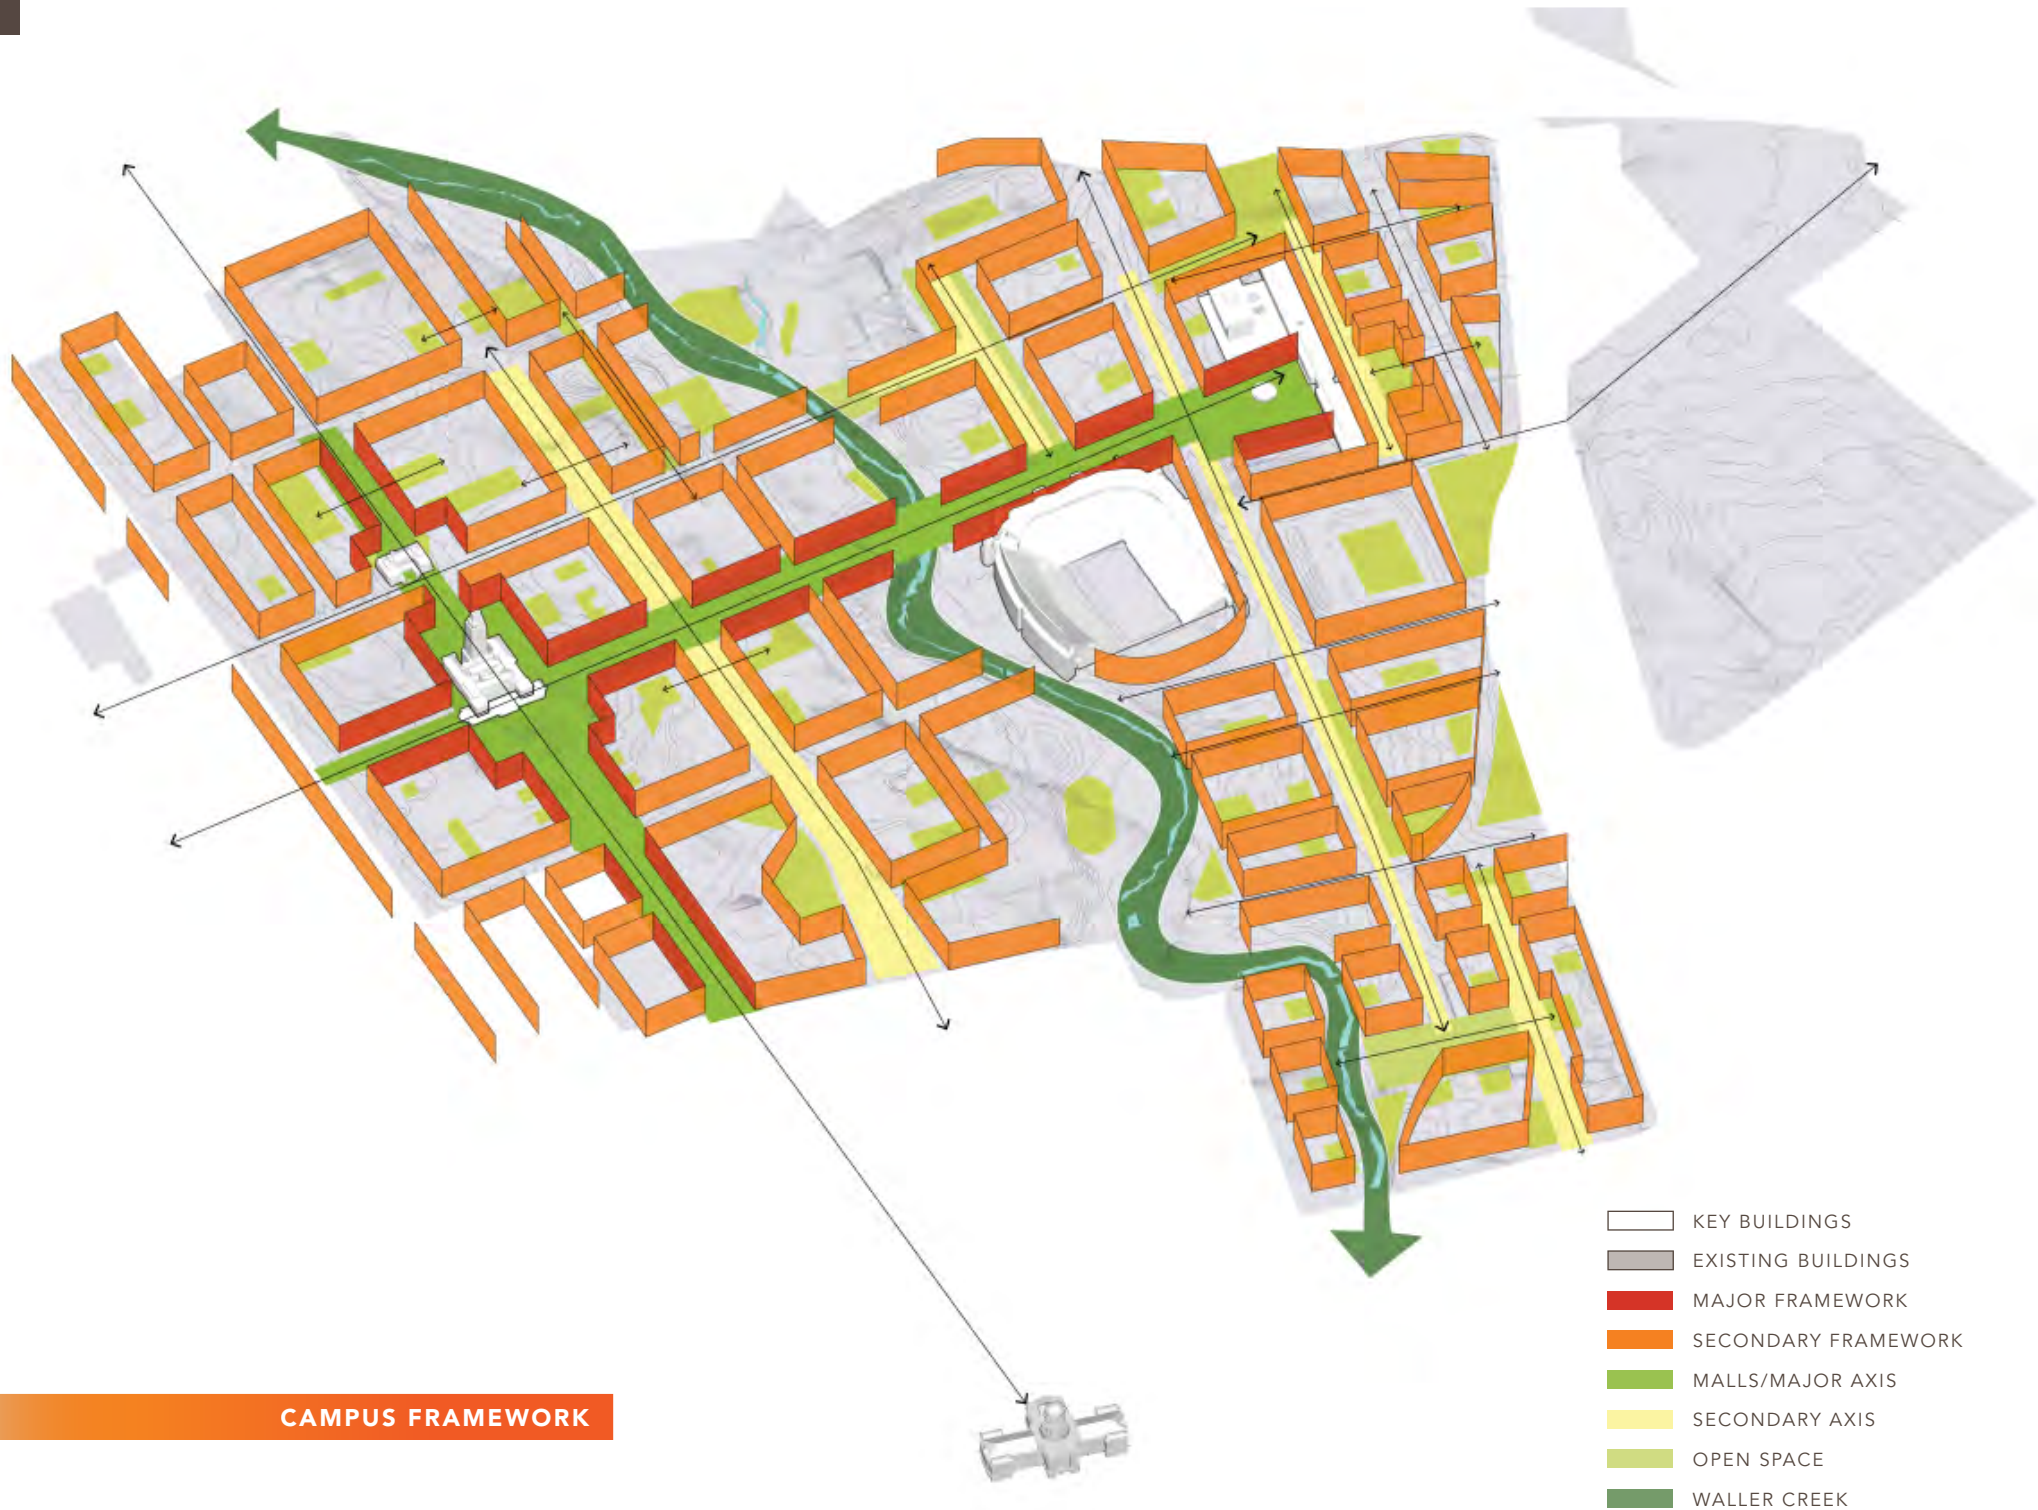 KEY BUILDINGS
EXISTING BUILDINGS
MAJOR FRAMEWORK
SECONDARY FRAMEWORK
MALLS/MAJOR AXIS
SECONDARY AXIS
OPEN SPACE
WALLER CREEK
CAMPUS FRAMEWORK